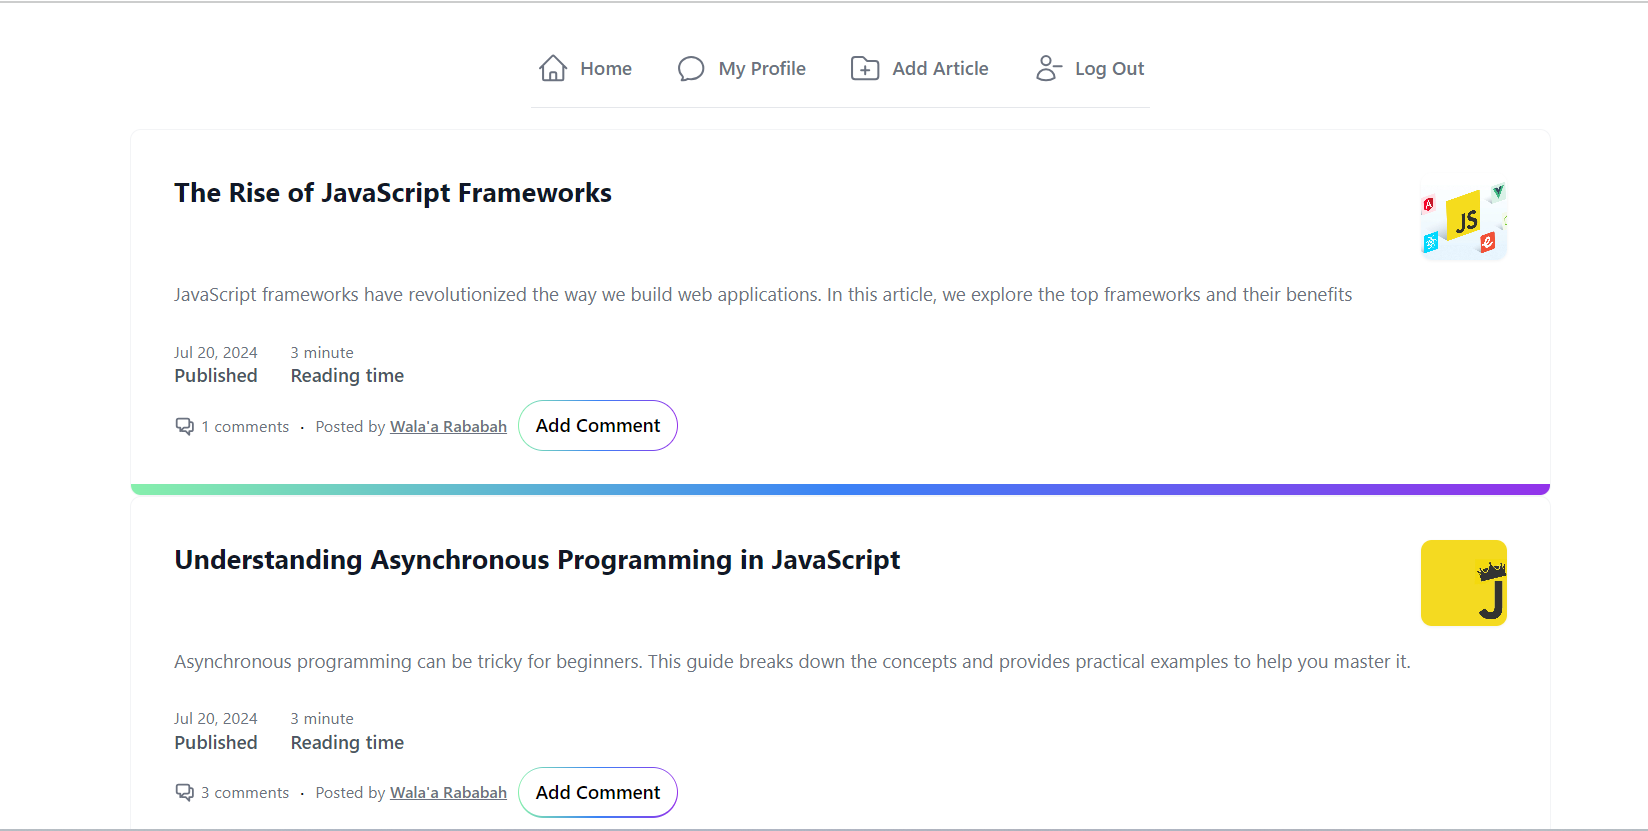 Home My Profile Add Article Log Out
The Rise of JavaScript Frameworks
JS
JavaScript frameworks have revolutionized the way we build web applications. In this article, we explore the top frameworks and their benefits
Jul 20, 2024 3 minute
Published Reading time
1 comments · Posted by Wala'a Rababah Add Comment
Understanding Asynchronous Programming in JavaScript
J
Asynchronous programming can be tricky for beginners. This guide breaks down the concepts and provides practical examples to help you master it.
Jul 20, 2024 3 minute
Published Reading time
3 comments · Posted by Wala'a Rababah Add Comment